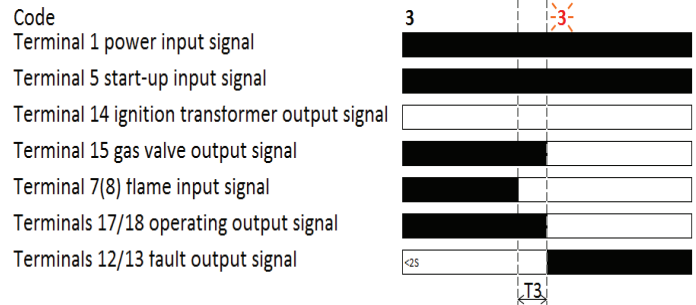 Code 3 3
Terminal 1 power input signal
Terminal 5 start-up input signal
Terminal 14 ignition transformer output signal
Terminal 15 gas valve output signal
Terminal 7(8) flame input signal
Terminals 17/18 operating output signal
Terminals 12/13 fault output signal <2S
T3